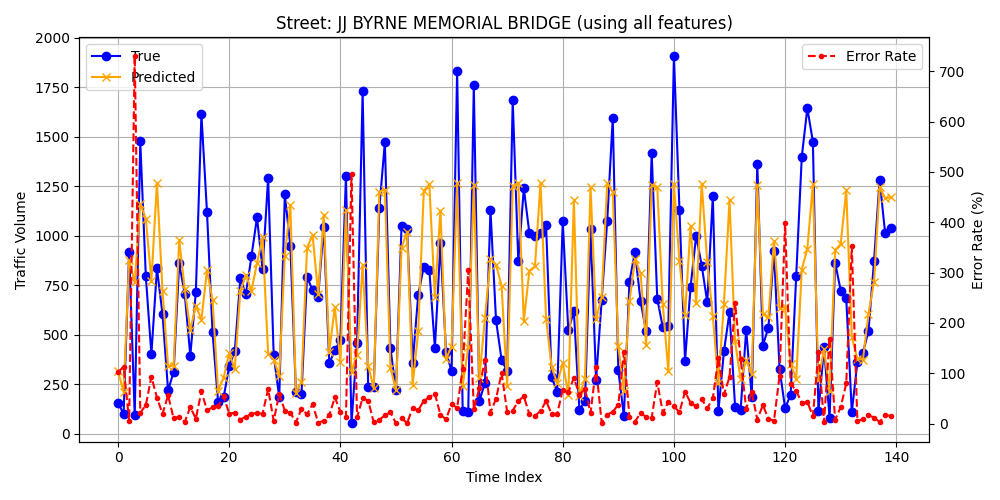 Street: JJ BYRNE MEMORIAL BRIDGE (using all features)
True
Predicted
Error Rate
2000
1750
1500
1250
1000
750
500
250
0
Traffic Volume
700
600
500
400
300
200
100
0
Error Rate (%)
0 20 40 60 80 100 120 140
Time Index